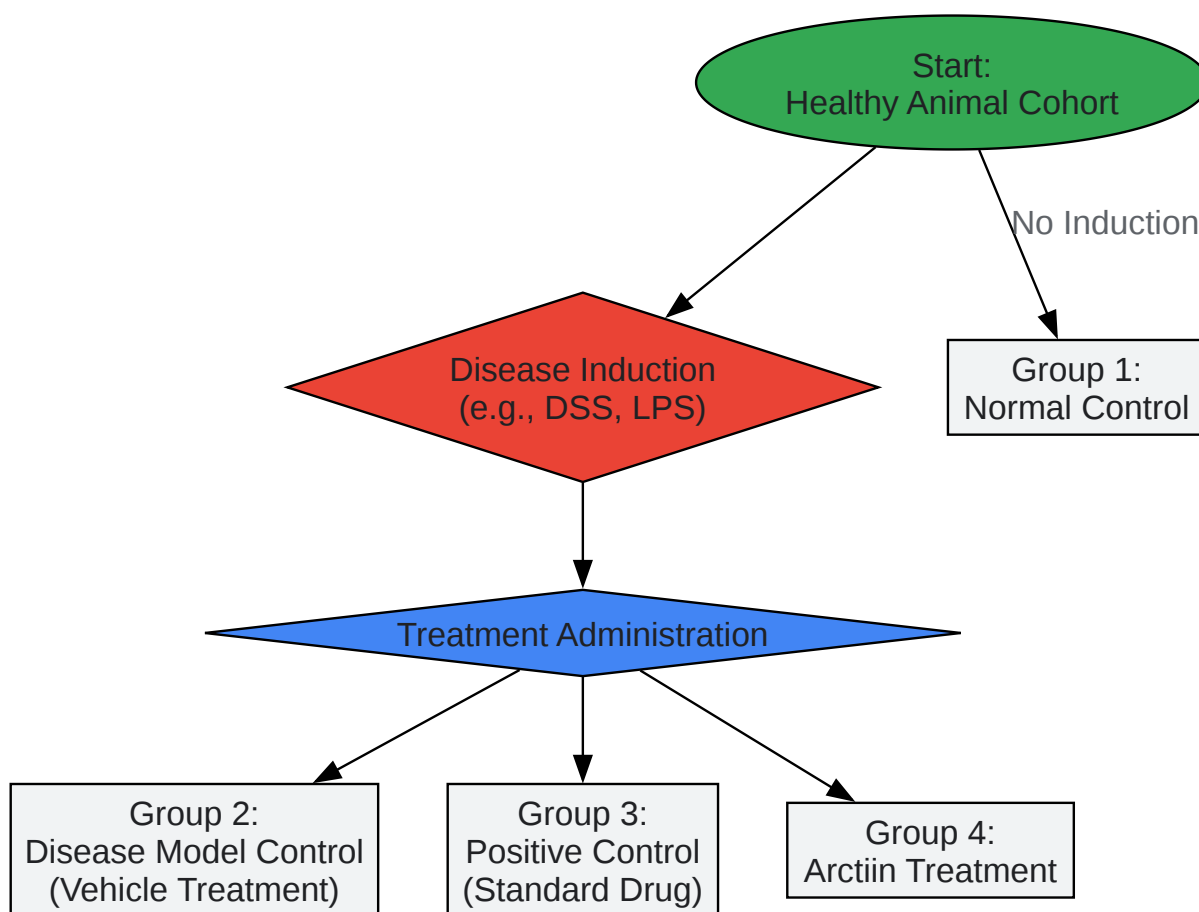 Start:
Healthy Animal Cohort
No Induction
Disease Induction
(e.g., DSS, LPS)
Group 1:
Normal Control
Treatment Administration
Group 2:
Disease Model Control
(Vehicle Treatment)
Group 3:
Positive Control
(Standard Drug)
Group 4:
Arctiin Treatment